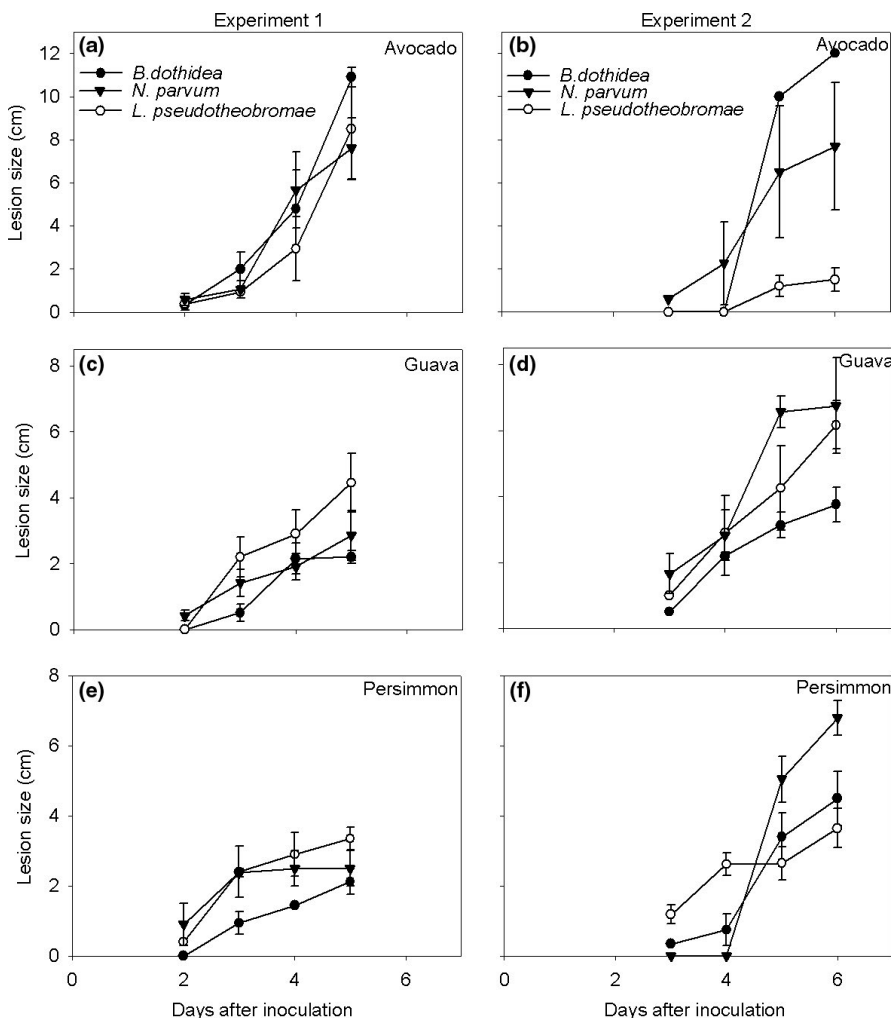 Experiment 1
Experiment 2
(a)
Avocado
B.dothidea
N. parvum
L. pseudotheobromae
12
10
8
6
4
2
0
Lesion size (cm)
(b)
Avocado
B.dothidea
N. parvum
L. pseudotheobromae
(c)
Guava
8
6
4
2
0
Lesion size (cm)
(d)
Guava
(e)
Persimmon
8
6
4
2
0
Lesion size (cm)
0 2 4 6
Days after inoculation
(f)
Persimmon
0 2 4 6
Days after inoculation